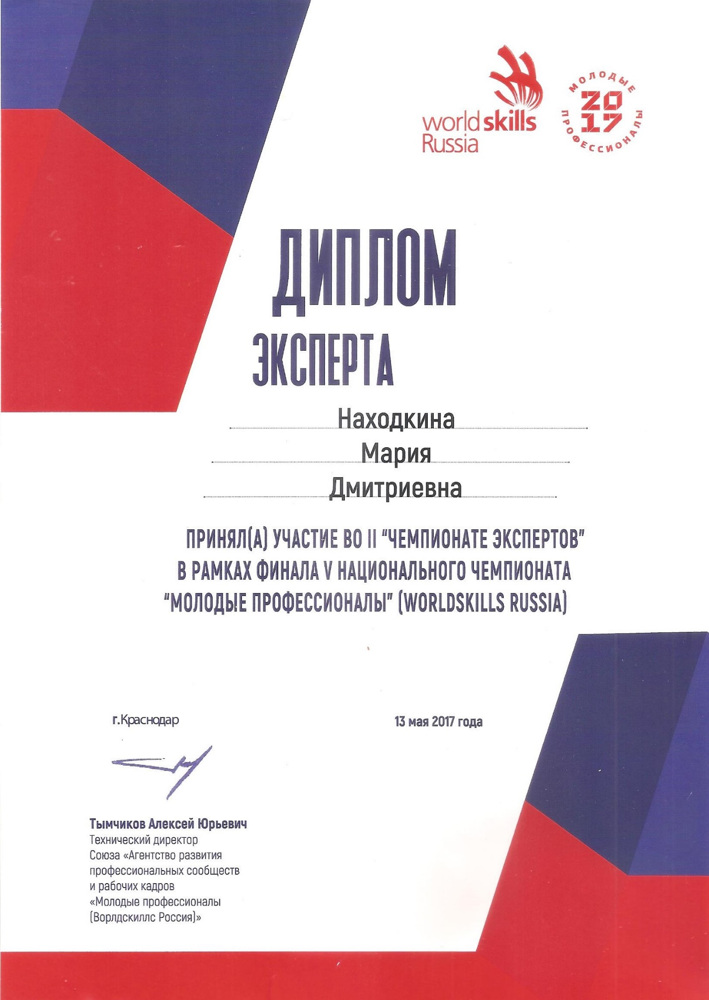 world skills
Russia
МОЛОДЫЕ
2017
ПРОФЕССИОНАЛЫ
ДИПЛОМ
ЭКСПЕРТА
Находкина
Мария
Дмитриевна
ПРИНЯЛ(А) УЧАСТИЕ ВО II “ЧЕМПИОНАТЕ ЭКСПЕРТОВ”
В РАМКАХ ФИНАЛА V НАЦИОНАЛЬНОГО ЧЕМПИОНАТА
“МОЛОДЫЕ ПРОФЕССИОНАЛЫ” (WORLDSKILLS RUSSIA)
г.Краснодар
13 мая 2017 года
Тымчиков Алексей Юрьевич
Технический директор
Союза «Агентство развития
профессиональных сообществ
и рабочих кадров
«Молодые профессионалы
(Ворлдскиллс Россия)»